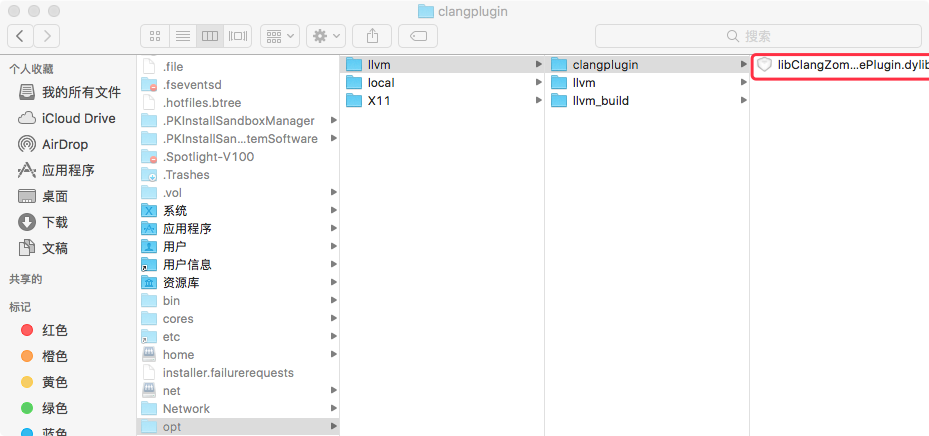 clangplugin
搜索
个人收藏
我的所有文件
iCloud Drive
AirDrop
应用程序
桌面
下载
文稿
共享的
标记
红色
橙色
黄色
绿色
蓝色
.file
.fseventsd
.hotfiles.btree
.PKInstallSandboxManager
.PKInstallSan...temSoftware
.Spotlight-V100
.Trashes
.vol
系统
应用程序
用户
用户信息
资源库
bin
cores
etc
home
installer.failurerequests
net
Network
opt
llvm
local
X11
clangplugin
llvm
llvm_build
libClangZom...ePlugin.dylib